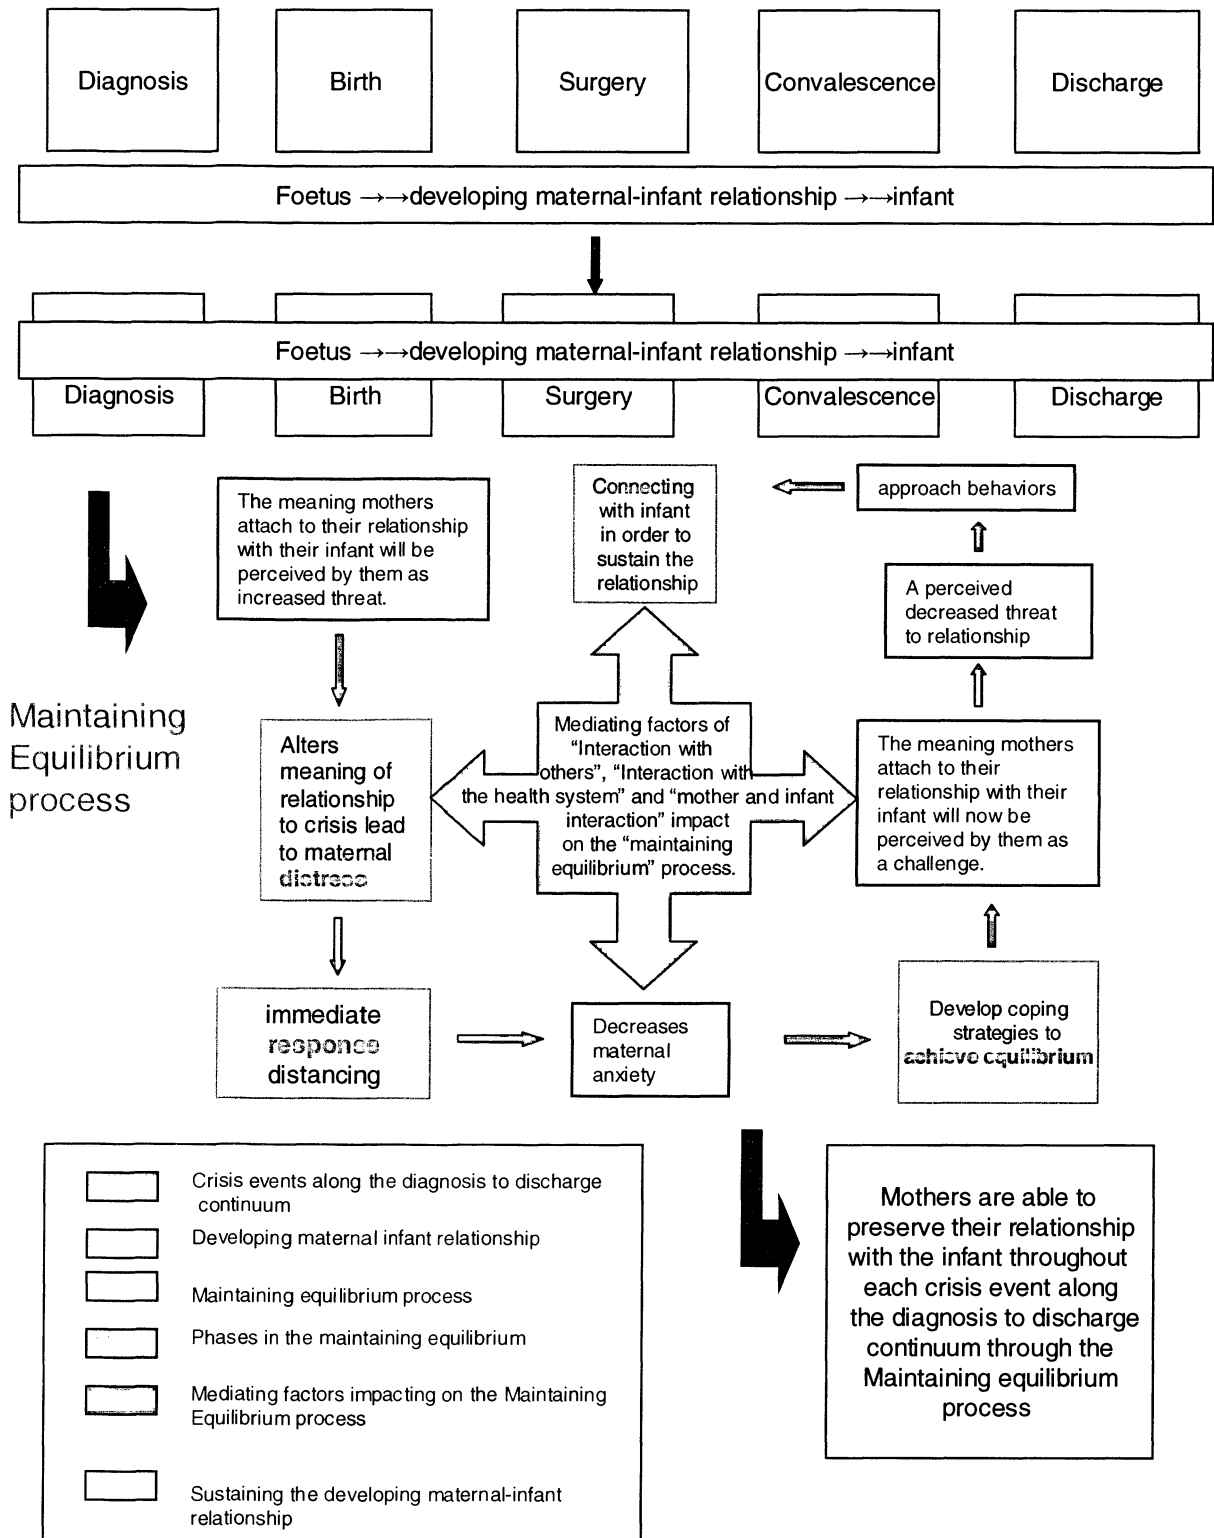 Diagnosis
Birth
Surgery
Convalescence
Discharge
Foetus →→developing maternal-infant relationship →→infant
Foetus →→developing maternal-infant relationship →→infant
Diagnosis
Birth
Surgery
Convalescence
Discharge
The meaning mothers
attach to their relationship
with their infant will be
perceived by them as
increased threat.
Connecting
with infant
in order to
sustain the
relationship
approach behaviors
A perceived
decreased threat
to relationship
Maintaining
Equilibrium
process
Alters
meaning of
relationship
to crisis lead
to maternal
distress
Mediating factors of
“Interaction with
others”, “Interaction with
the health system” and “mother and infant
interaction” impact
on the “maintaining
equilibrium” process.
The meaning mothers
attach to their
relationship with their
infant will now be
perceived by them as
a challenge.
immediate
response
distancing
Decreases
maternal
anxiety
Develop coping
strategies to
achieve equilibrium
Crisis events along the diagnosis to discharge
continuum
Developing maternal infant relationship
Maintaining equilibrium process
Phases in the maintaining equilibrium
Mediating factors impacting on the Maintaining
Equilibrium process
Sustaining the developing maternal-infant
relationship
Mothers are able to
preserve their relationship
with the infant throughout
each crisis event along
the diagnosis to discharge
continuum through the
Maintaining equilibrium
process